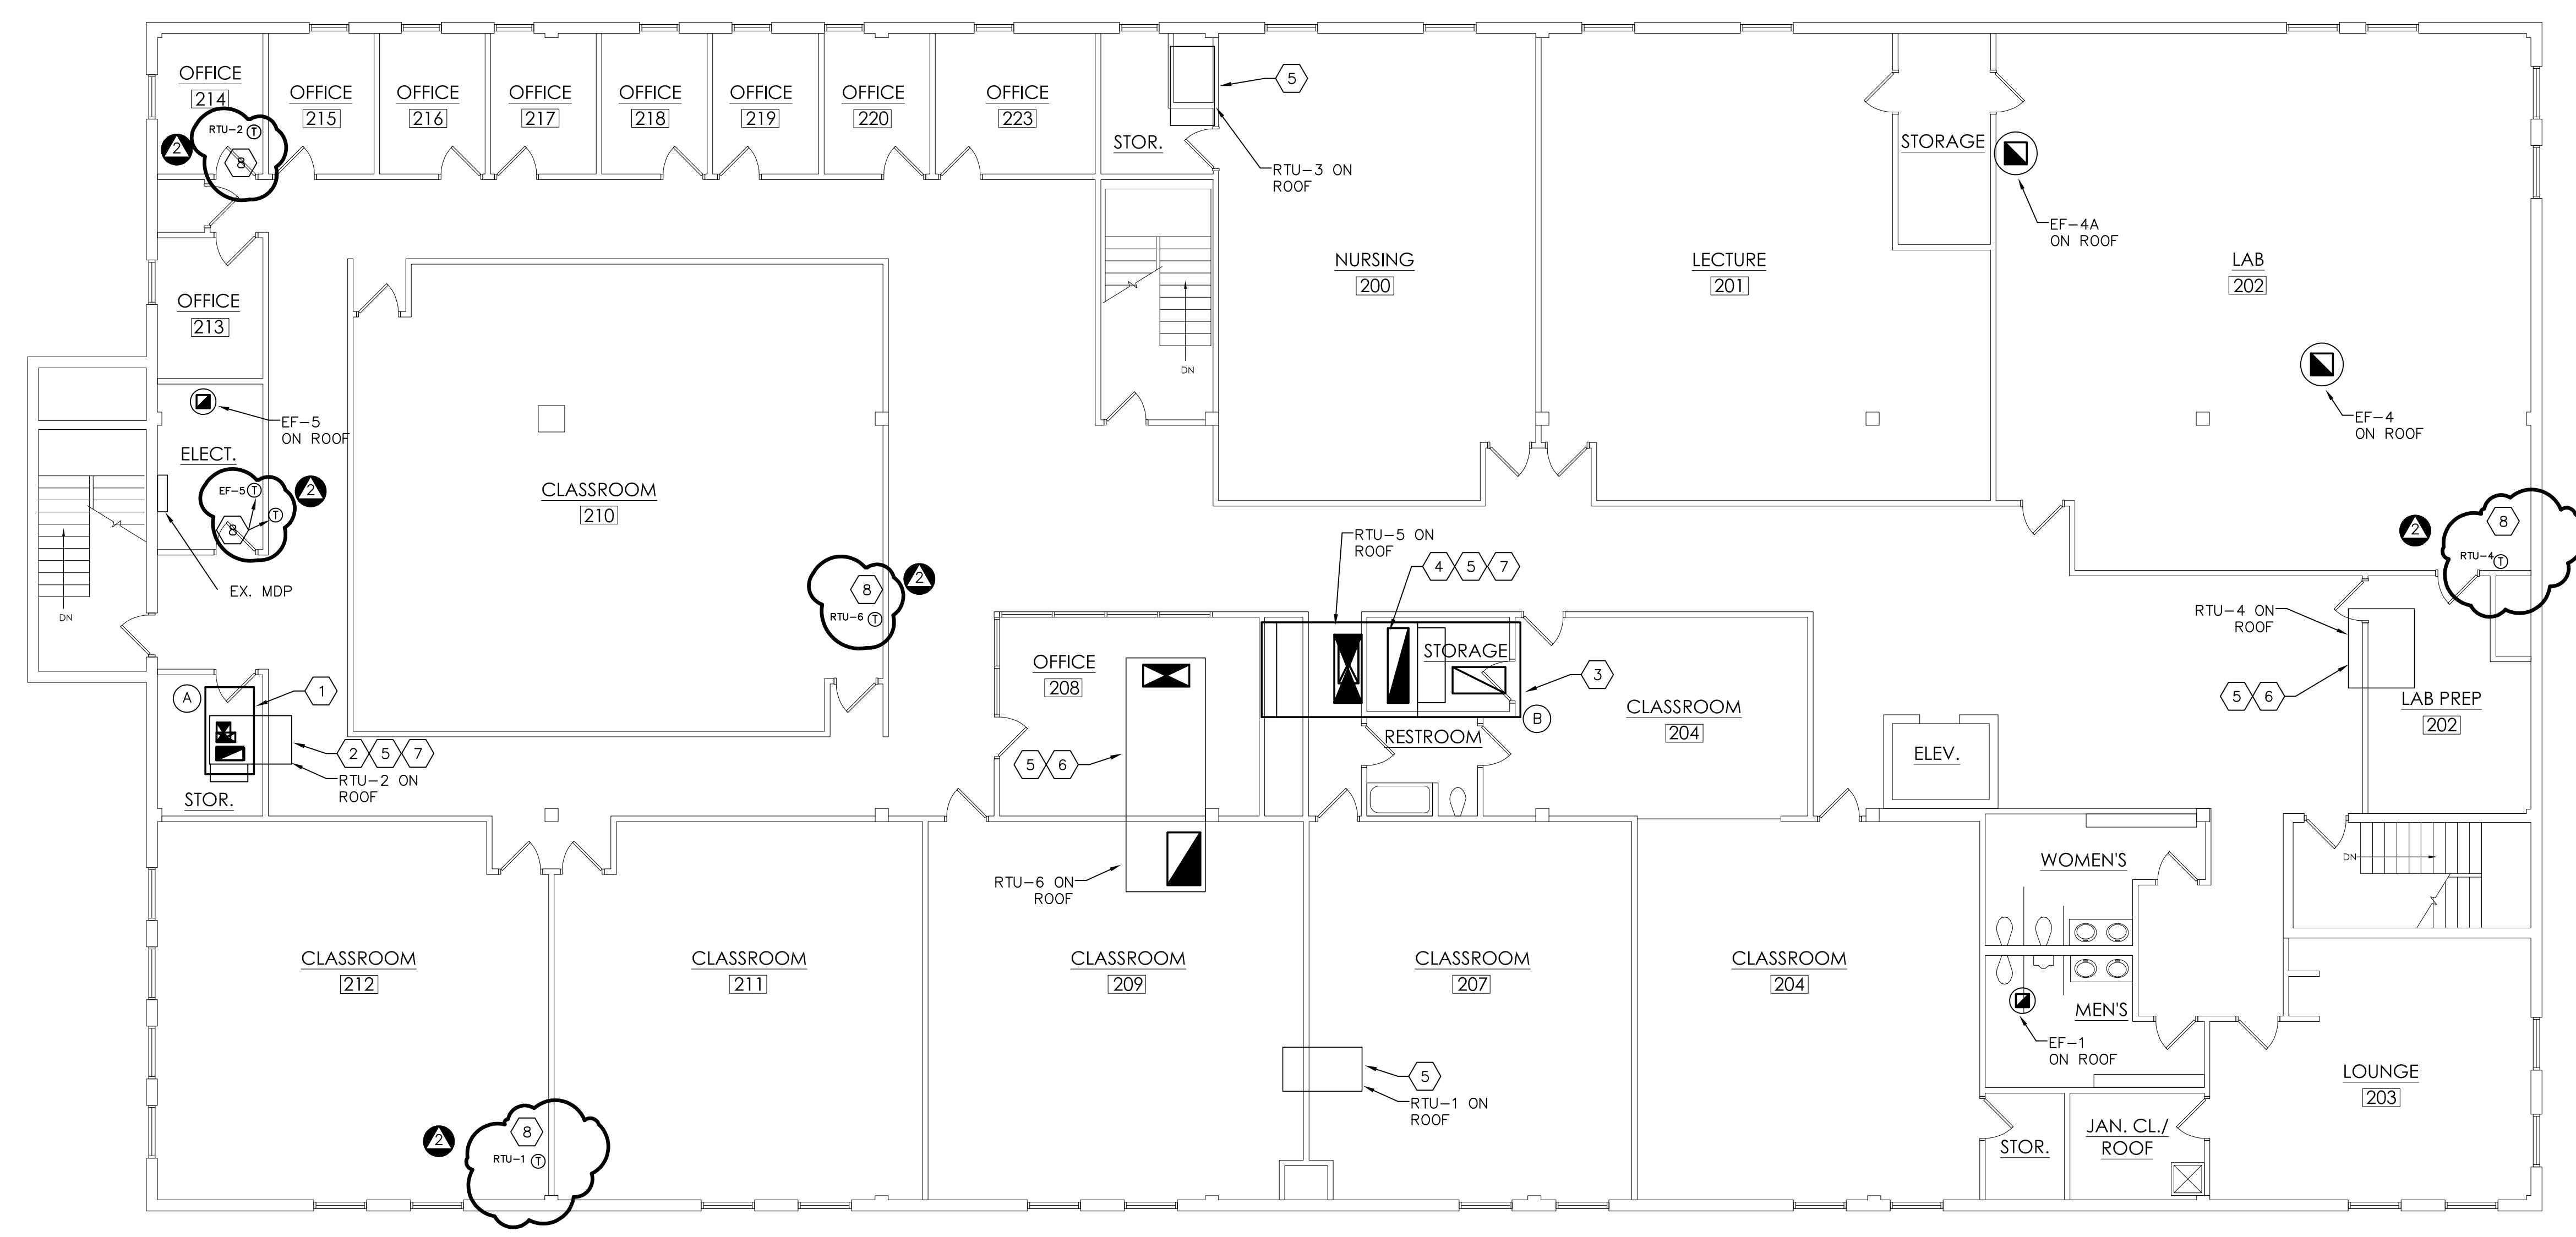 OFFICE
214
RTU-2 T
2
8
OFFICE
215
OFFICE
216
OFFICE
217
OFFICE
218
OFFICE
219
OFFICE
220
OFFICE
223
STOR.
5
RTU-3 ON
ROOF
STORAGE
EF-4A
ON ROOF
NURSING
200
LECTURE
201
LAB
202
OFFICE
213
DN
EF-5
ON ROOF
ELECT.
EF-5 T
2
8
T
EX. MDP
DN
CLASSROOM
210
8
2
RTU-6 T
EF-4
ON ROOF
8
2
RTU-4 T
RTU-5 ON
ROOF
4 5 7
STORAGE
3
B
RESTROOM
CLASSROOM
204
OFFICE
208
5 6
RTU-6 ON
ROOF
RTU-4 ON
ROOF
5 6
LAB PREP
202
A
1
2 5 7
RTU-2 ON
ROOF
STOR.
ELEV.
DN
WOMEN'S
CLASSROOM
212
CLASSROOM
211
CLASSROOM
209
CLASSROOM
207
CLASSROOM
204
MEN'S
EF-1
ON ROOF
5
RTU-1 ON
ROOF
LOUNGE
203
8
2
RTU-1 T
STOR.
JAN. CL./
ROOF